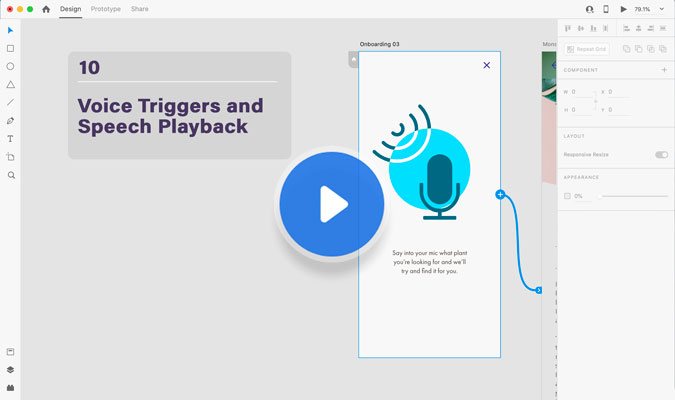 Design Prototype Share
79.1%
Onboarding 03
10
Voice Triggers and
Speech Playback
Say into your mic what plant
you're looking for and we'll
try and find it for you.
Repeat Grid
COMPONENT
W 0 X 0
H 0 Y 0
LAYOUT
Responsive Resize
APPEARANCE
0%